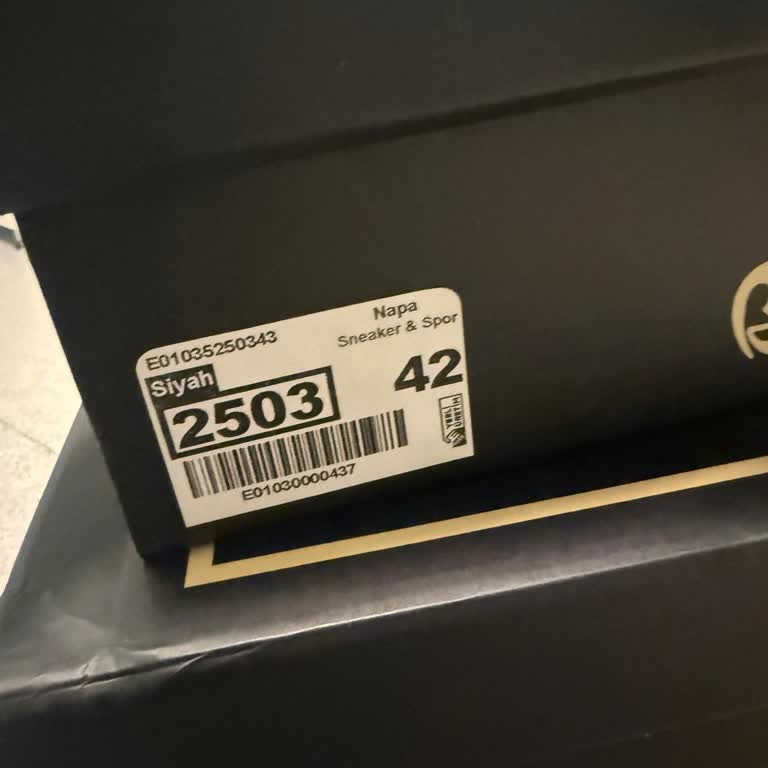 E01035250343
Napa
Sneaker & Spor
Siyah
2503
42
YERLİ
ÜRETİM
E01030000437